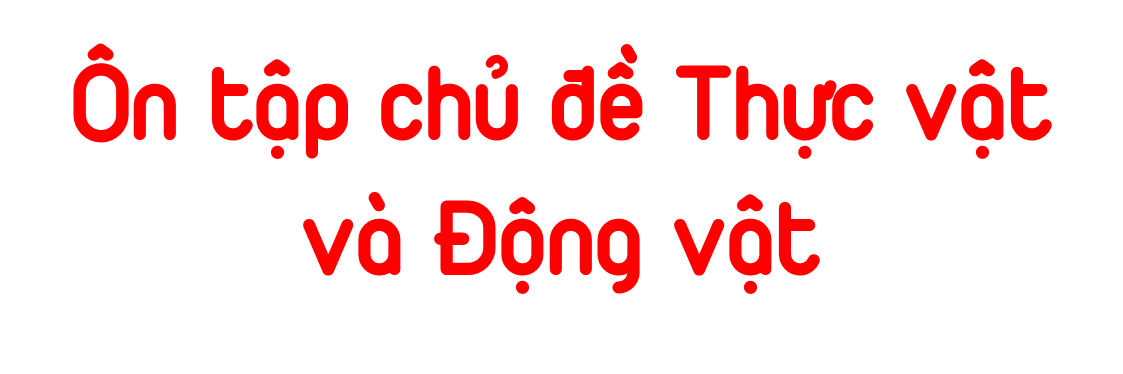 Ôn tập chủ đề Thực vật
và Động vật